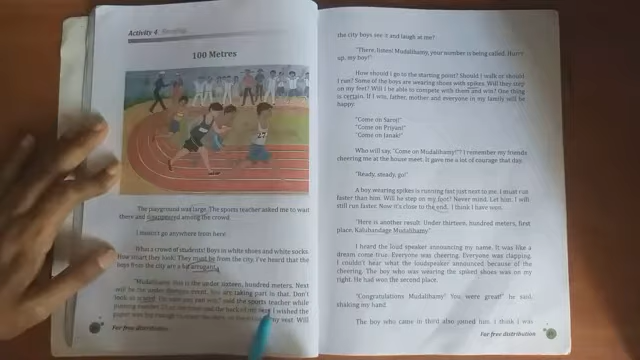 Activity 4
100 Metres
The playground was large. The sports teacher asked me to wait
there and disappeared among the crowd.
I mustn't go anywhere from here.
What a crowd of students! Boys in white shoes and white socks.
How smart they look! They must be from the city. I've heard that the
boys from the city are a bit arrogant.
"Mudalihamy, this is the under sixteen, hundred meters. Next
will be the under thirteen event. You are taking part in that. Don't
said the sports teacher while
I wished the
my vest. Will
For free distribution
the city boys see it and laugh at me?
"There, listen! Mudalihamy, your number is being called. Hurry
up, my boy!"
How should I go to the starting point? Should I walk or should
I run? Some of the boys are wearing shoes with spikes. Will they step
on my feet? Will I be able to compete with them and win? One thing
is certain. If I win, father, mother and everyone in my family will be
happy.
"Come on Saroj!"
"Come on Priyan!"
"Come on Janak!"
Who will say, "Come on Mudalihamy"? I remember my friends
cheering me at the house meet. It gave me a lot of courage that day.
"Ready, steady, go!"
A boy wearing spikes is running fast just next to me. I must run
faster than him. Will he step on my foot? Never mind. Let him. I will
still run faster. Now it's close to the end. I think I have won.
"Here is another result. Under thirteen, hundred meters, first
place, Kaluhandage Mudalihamy"
I heard the loud speaker announcing my name. It was like a
dream come true. Everyone was cheering. Everyone was clapping.
I couldn't hear what the loudspeaker announced because of the
cheering. The boy who was wearing the spiked shoes was on my
right. He had won the second place.
"Congratulations Mudalihamy! You were great!" he said,
shaking my hand.
The boy who came in third also joined him. I think I was
For free distribution